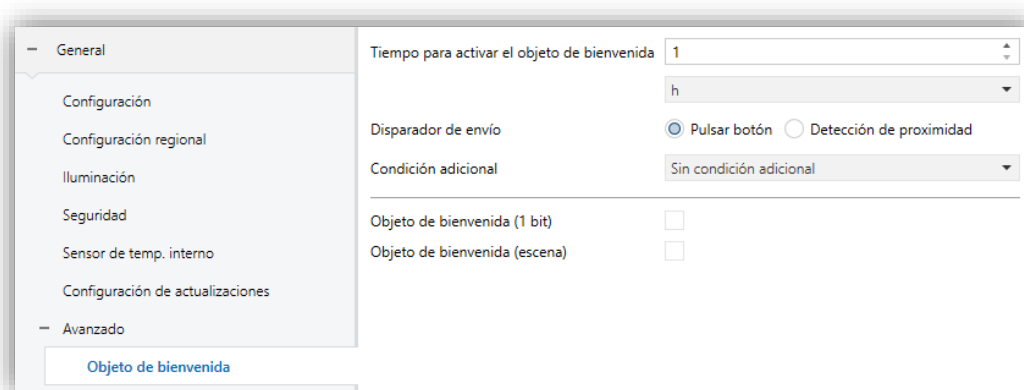 − General
Configuración
Configuración regional
Iluminación
Seguridad
Sensor de temp. interno
Configuración de actualizaciones
− Avanzado
Objeto de bienvenida
Tiempo para activar el objeto de bienvenida 1
h
Disparador de envío Pulsar botón Detección de proximidad
Condición adicional Sin condición adicional
Objeto de bienvenida (1 bit)
Objeto de bienvenida (escena)